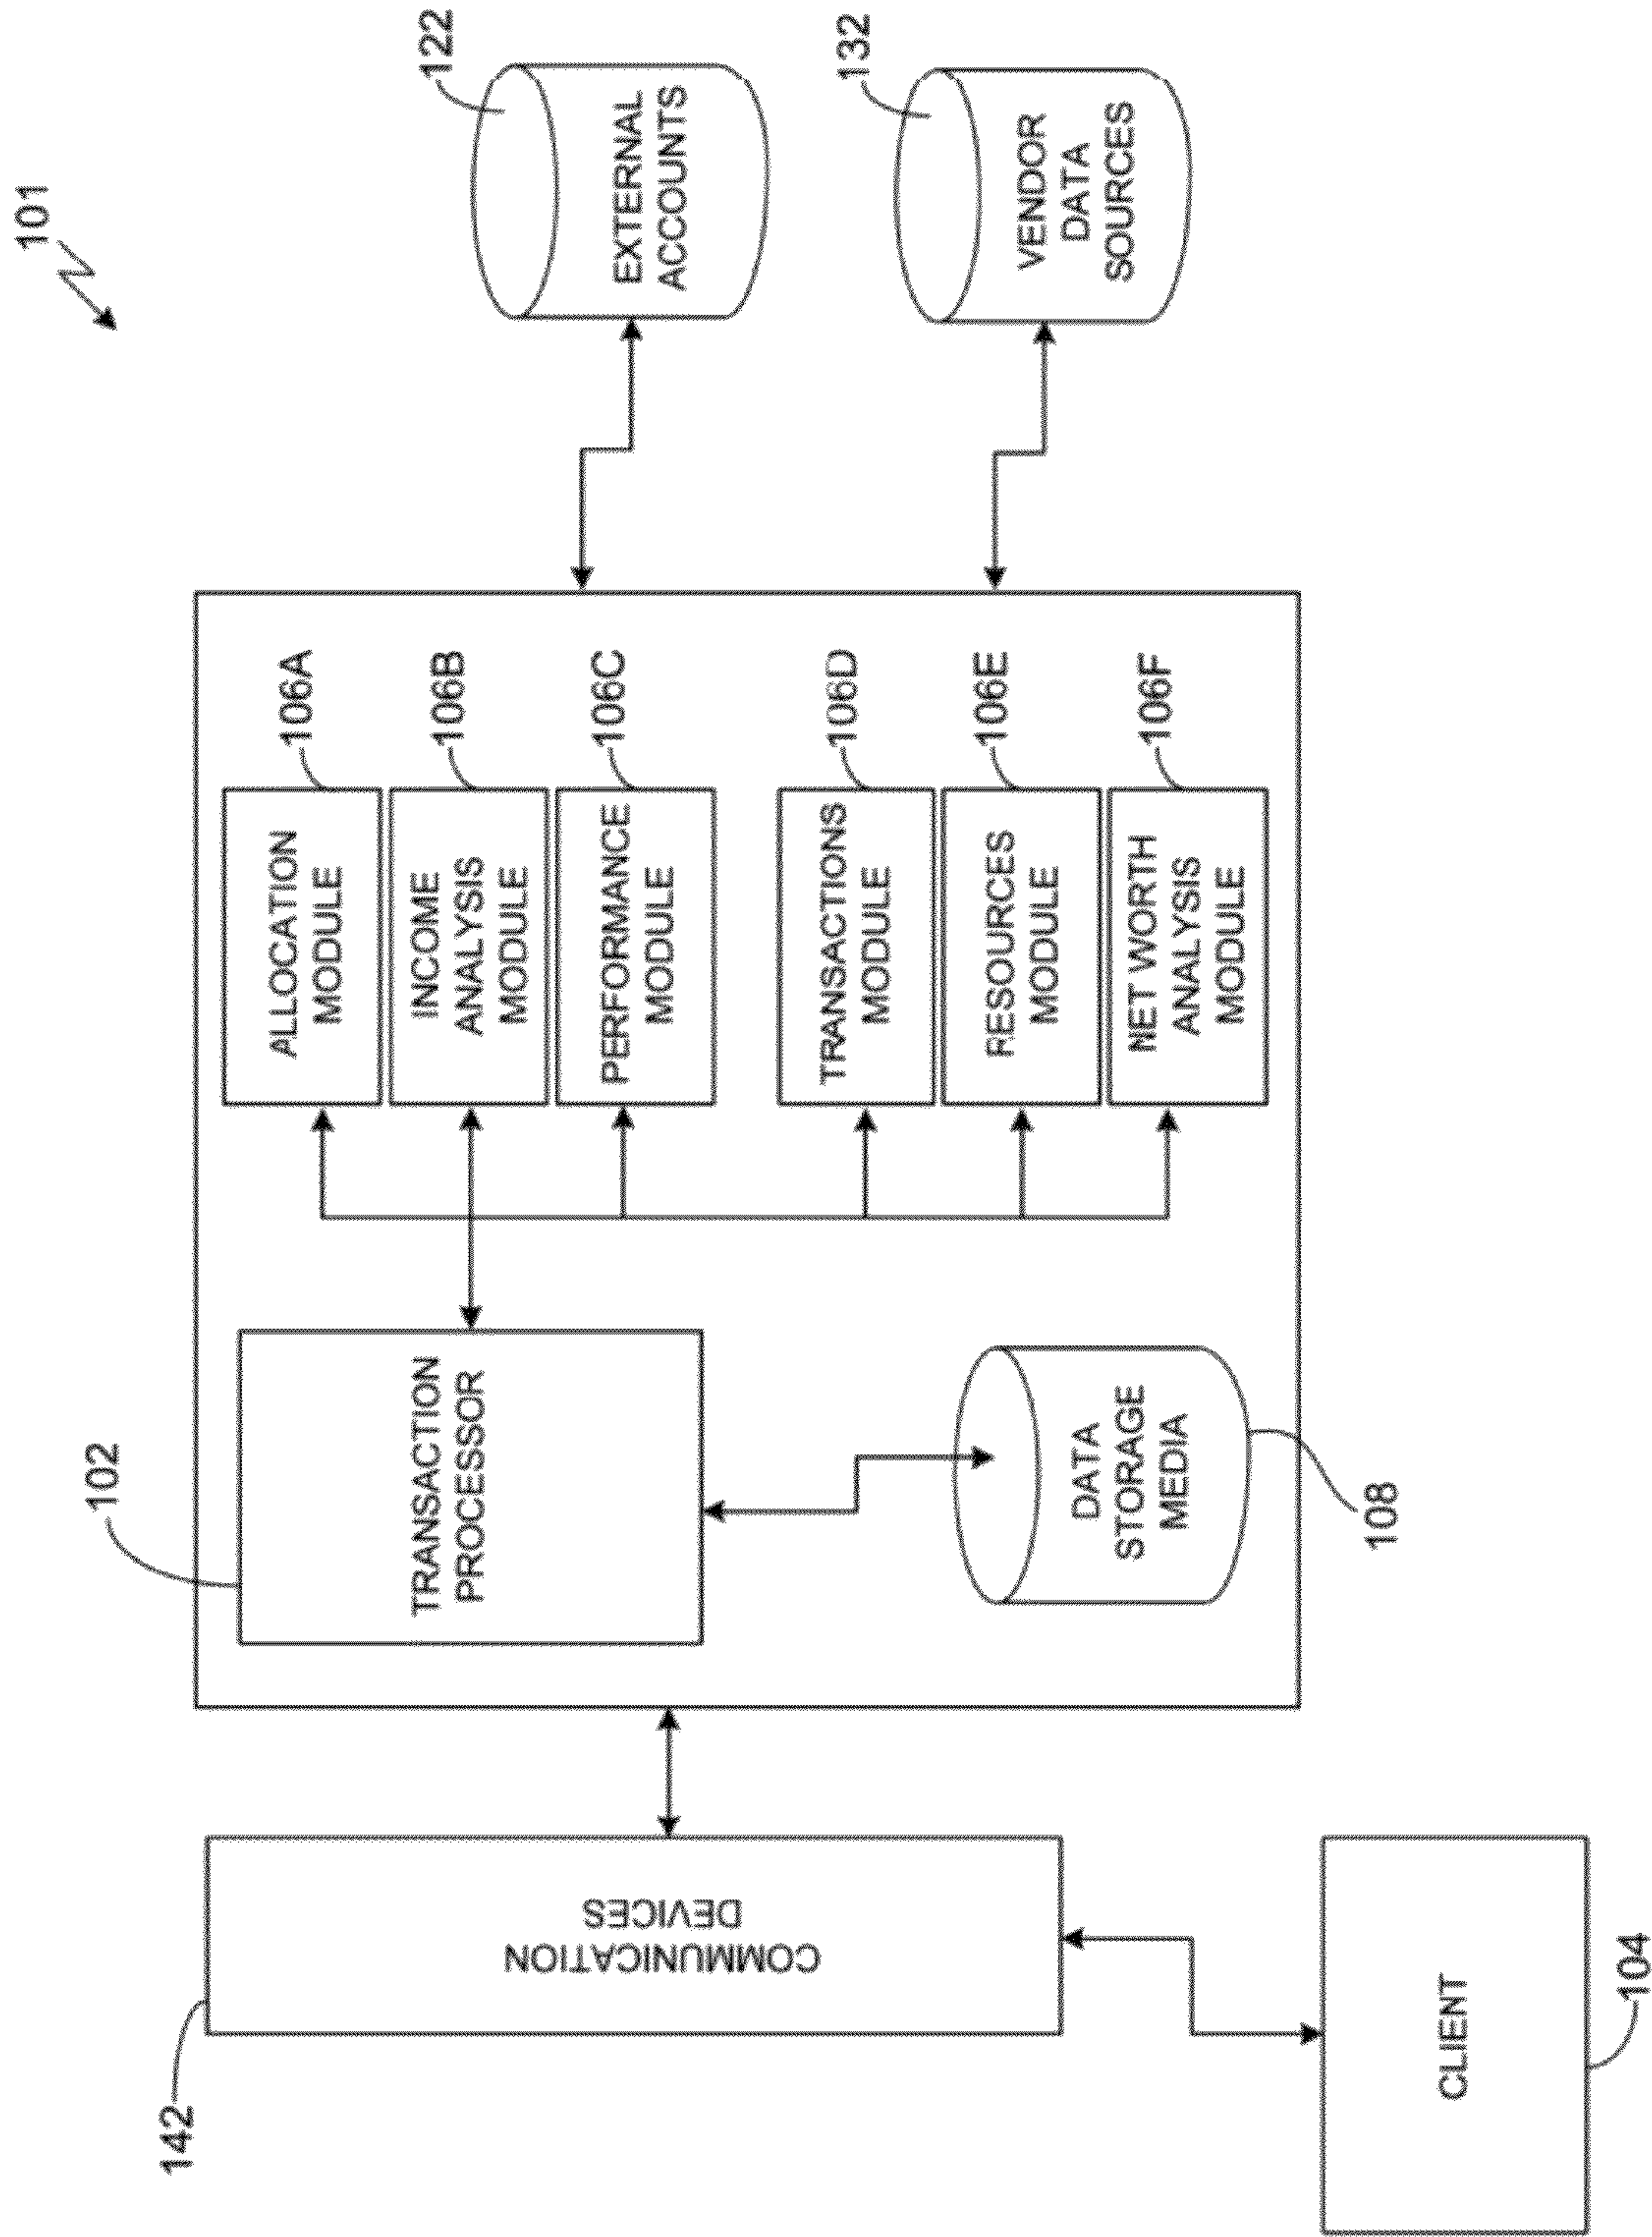 101
102
TRANSACTION
PROCESSOR
ALLOCATION
MODULE
106A
INCOME
ANALYSIS
MODULE
106B
PERFORMANCE
MODULE
106C
TRANSACTIONS
MODULE
106D
RESOURCES
MODULE
106E
NET WORTH
ANALYSIS
MODULE
106F
DATA
STORAGE
MEDIA
108
EXTERNAL
ACCOUNTS
122
VENDOR
DATA
SOURCES
132
142
COMMUNICATION
DEVICES
CLIENT
104